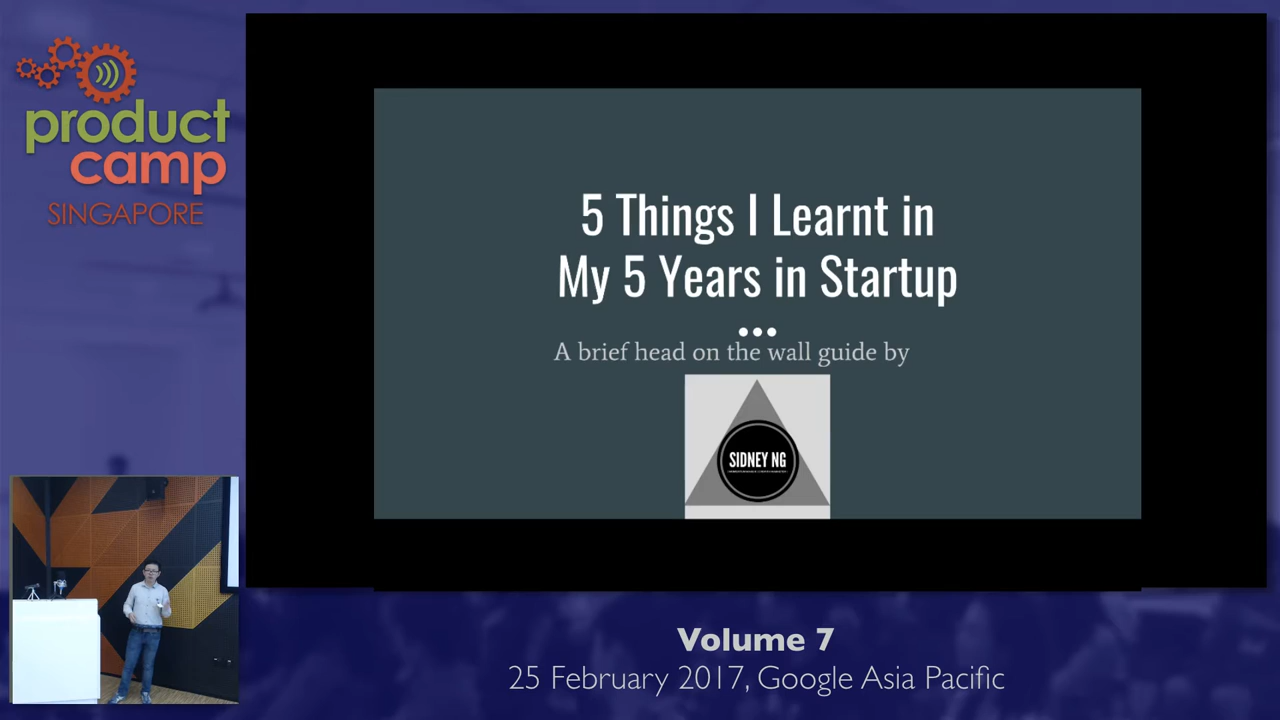 product
camp
SINGAPORE
5 Things I Learnt in
My 5 Years in Startup
A brief head on the wall guide by
SIDNEY NG
Volume 7
25 February 2017, Google Asia Pacific